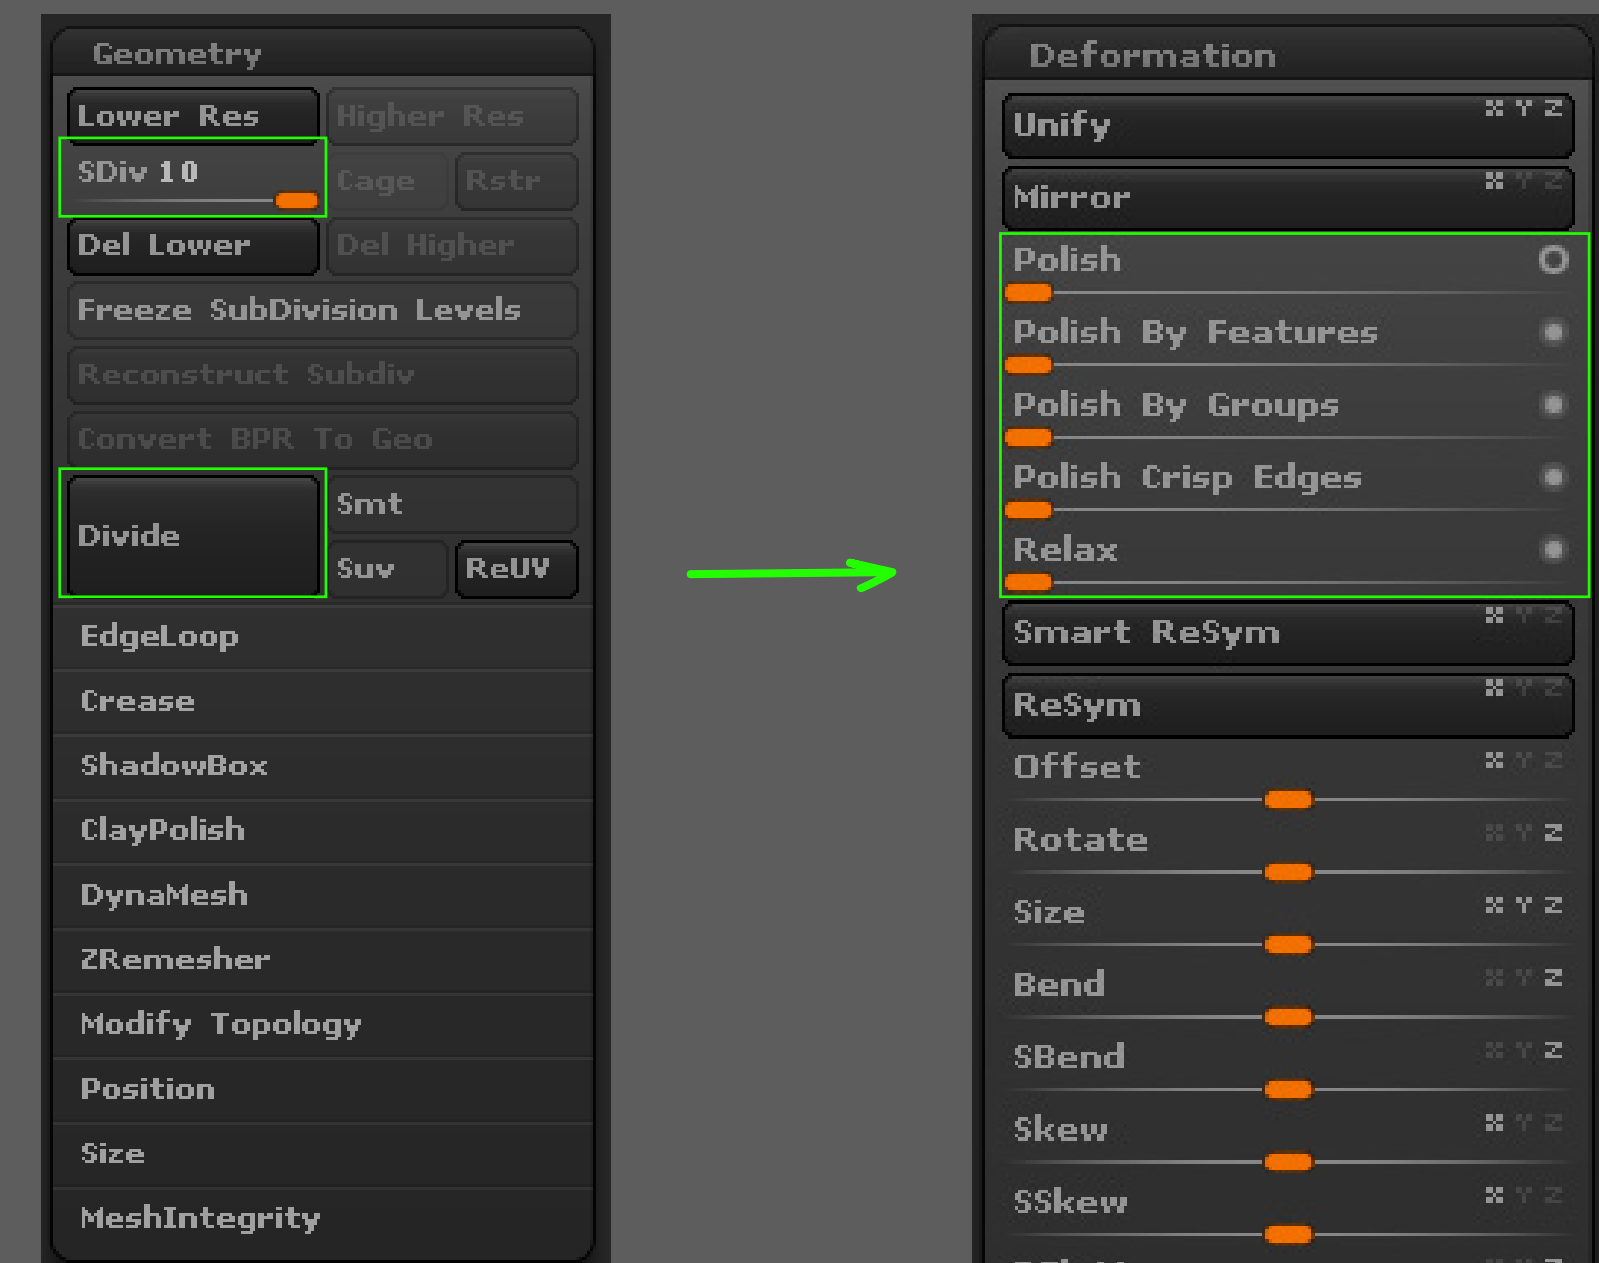 Geometry
Lower Res Higher Res
SDiv 10 Cage Rstr
Del Lower Del Higher
Freeze SubDivision Levels
Reconstruct Subdiv
Convert BPR To Geo
Divide Smt
Suv ReUV
EdgeLoop
Crease
ShadowBox
ClayPolish
DynaMesh
ZRemesher
Modify Topology
Position
Size
MeshIntegrity
Deformation
Unify X Y Z
Mirror X Y Z
Polish
Polish By Features
Polish By Groups
Polish Crisp Edges
Relax
Smart ReSym X Y Z
ReSym X Y Z
Offset X Y Z
Rotate X Y Z
Size X Y Z
Bend X Y Z
SBend X Y Z
Skew X Y Z
SSkew X Y Z